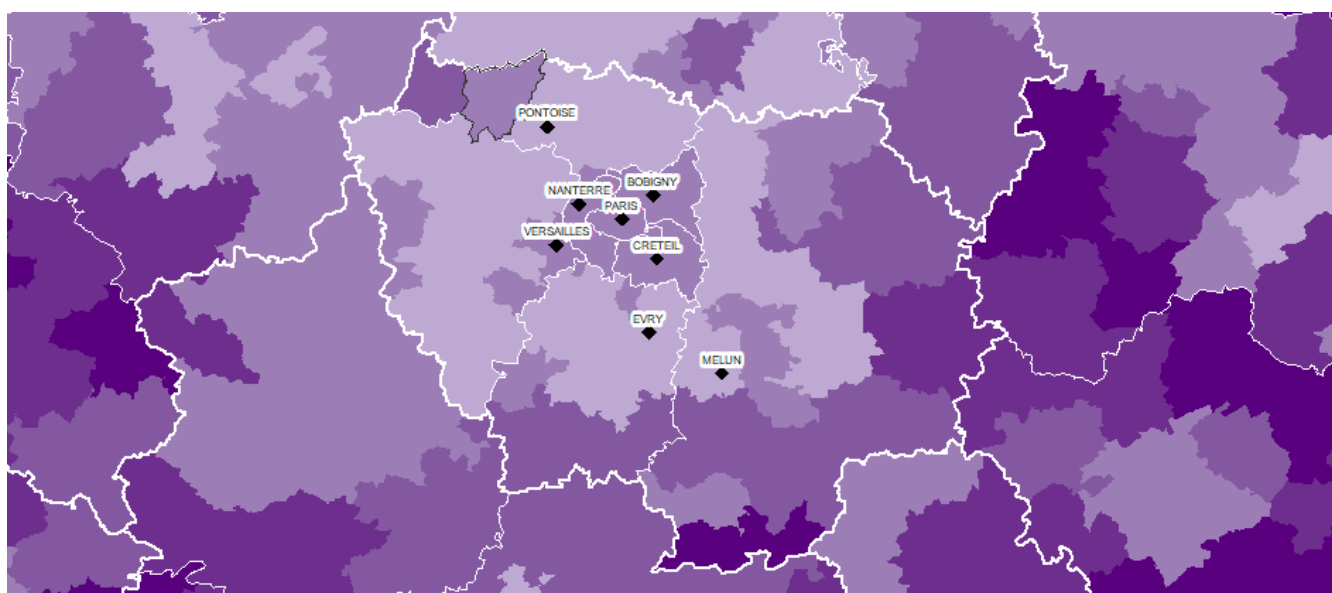 PONTOISE
BOBIGNY
NANTERRE
PARIS
VERSAILLES
CRETEIL
EVRY
MELUN